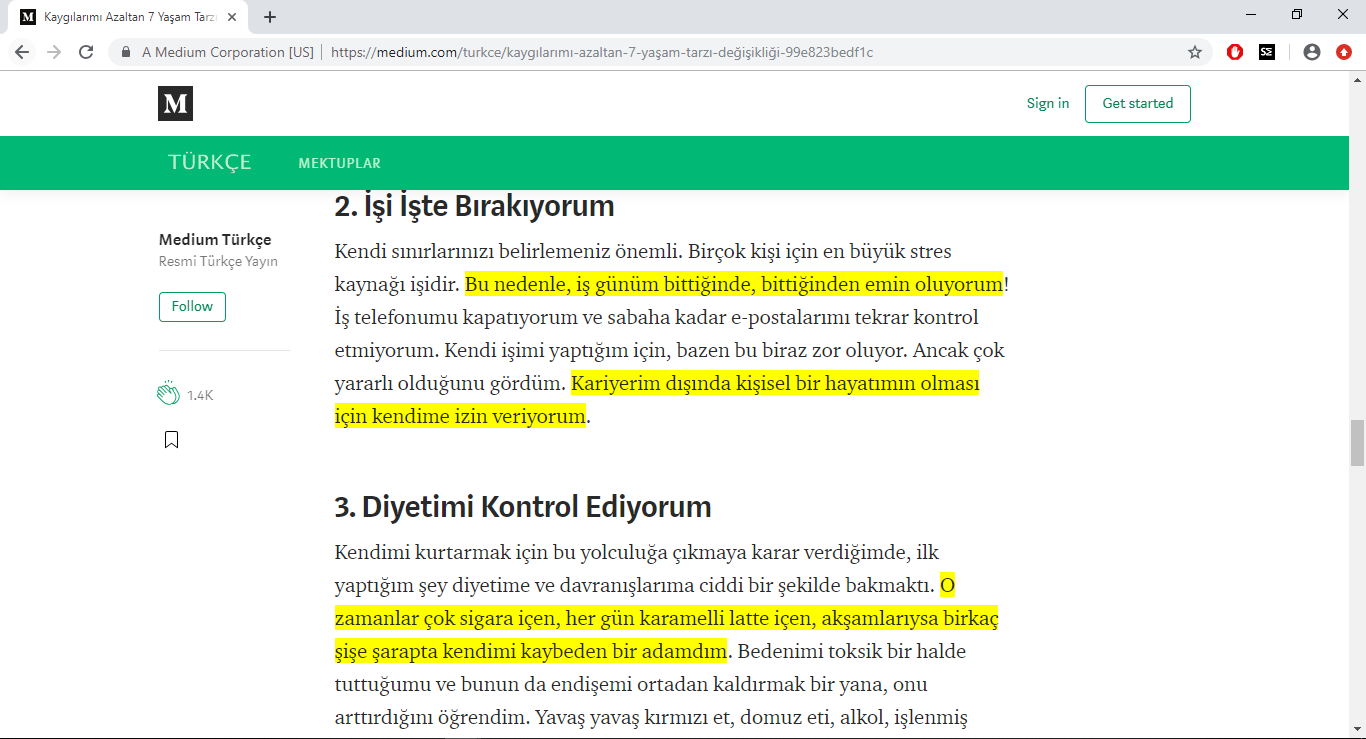 Kaygılarımı Azaltan 7 Yaşam Tarzı
A Medium Corporation [US] | https://medium.com/turkce/kaygılarımı-azaltan-7-yaşam-tarzı-değişikliği-99e823bedf1c
M
Sign in
Get started
TÜRKÇE
MEKTUPLAR
Medium Türkçe
Resmi Türkçe Yayın
Follow
1.4K
2. İşi İşte Bırakıyorum
Kendi sınırlarınızı belirlemeniz önemli. Birçok kişi için en büyük stres
kaynağı işidir. Bu nedenle, iş günüm bittiğinde, bittiğinden emin oluyorum!
İş telefonumu kapatıyorum ve sabaha kadar e-postalarımı tekrar kontrol
etmiyorum. Kendi işimi yaptığım için, bazen bu biraz zor oluyor. Ancak çok
yararlı olduğunu gördüm. Kariyerim dışında kişisel bir hayatımın olması
için kendime izin veriyorum.
3. Diyetimi Kontrol Ediyorum
Kendimi kurtarmak için bu yolculuğa çıkmaya karar verdiğimde, ilk
yaptığım şey diyetime ve davranışlarıma ciddi bir şekilde bakmaktı. O
zamanlar çok sigara içen, her gün karamelli latte içen, akşamlarıysa birkaç
şişe şarapta kendimi kaybeden bir adamdım. Bedenimi toksik bir halde
tuttuğumu ve bunun da endişemi ortadan kaldırmak bir yana, onu
arttırdığını öğrendim. Yavaş yavaş kırmızı et, domuz eti, alkol, işlenmiş